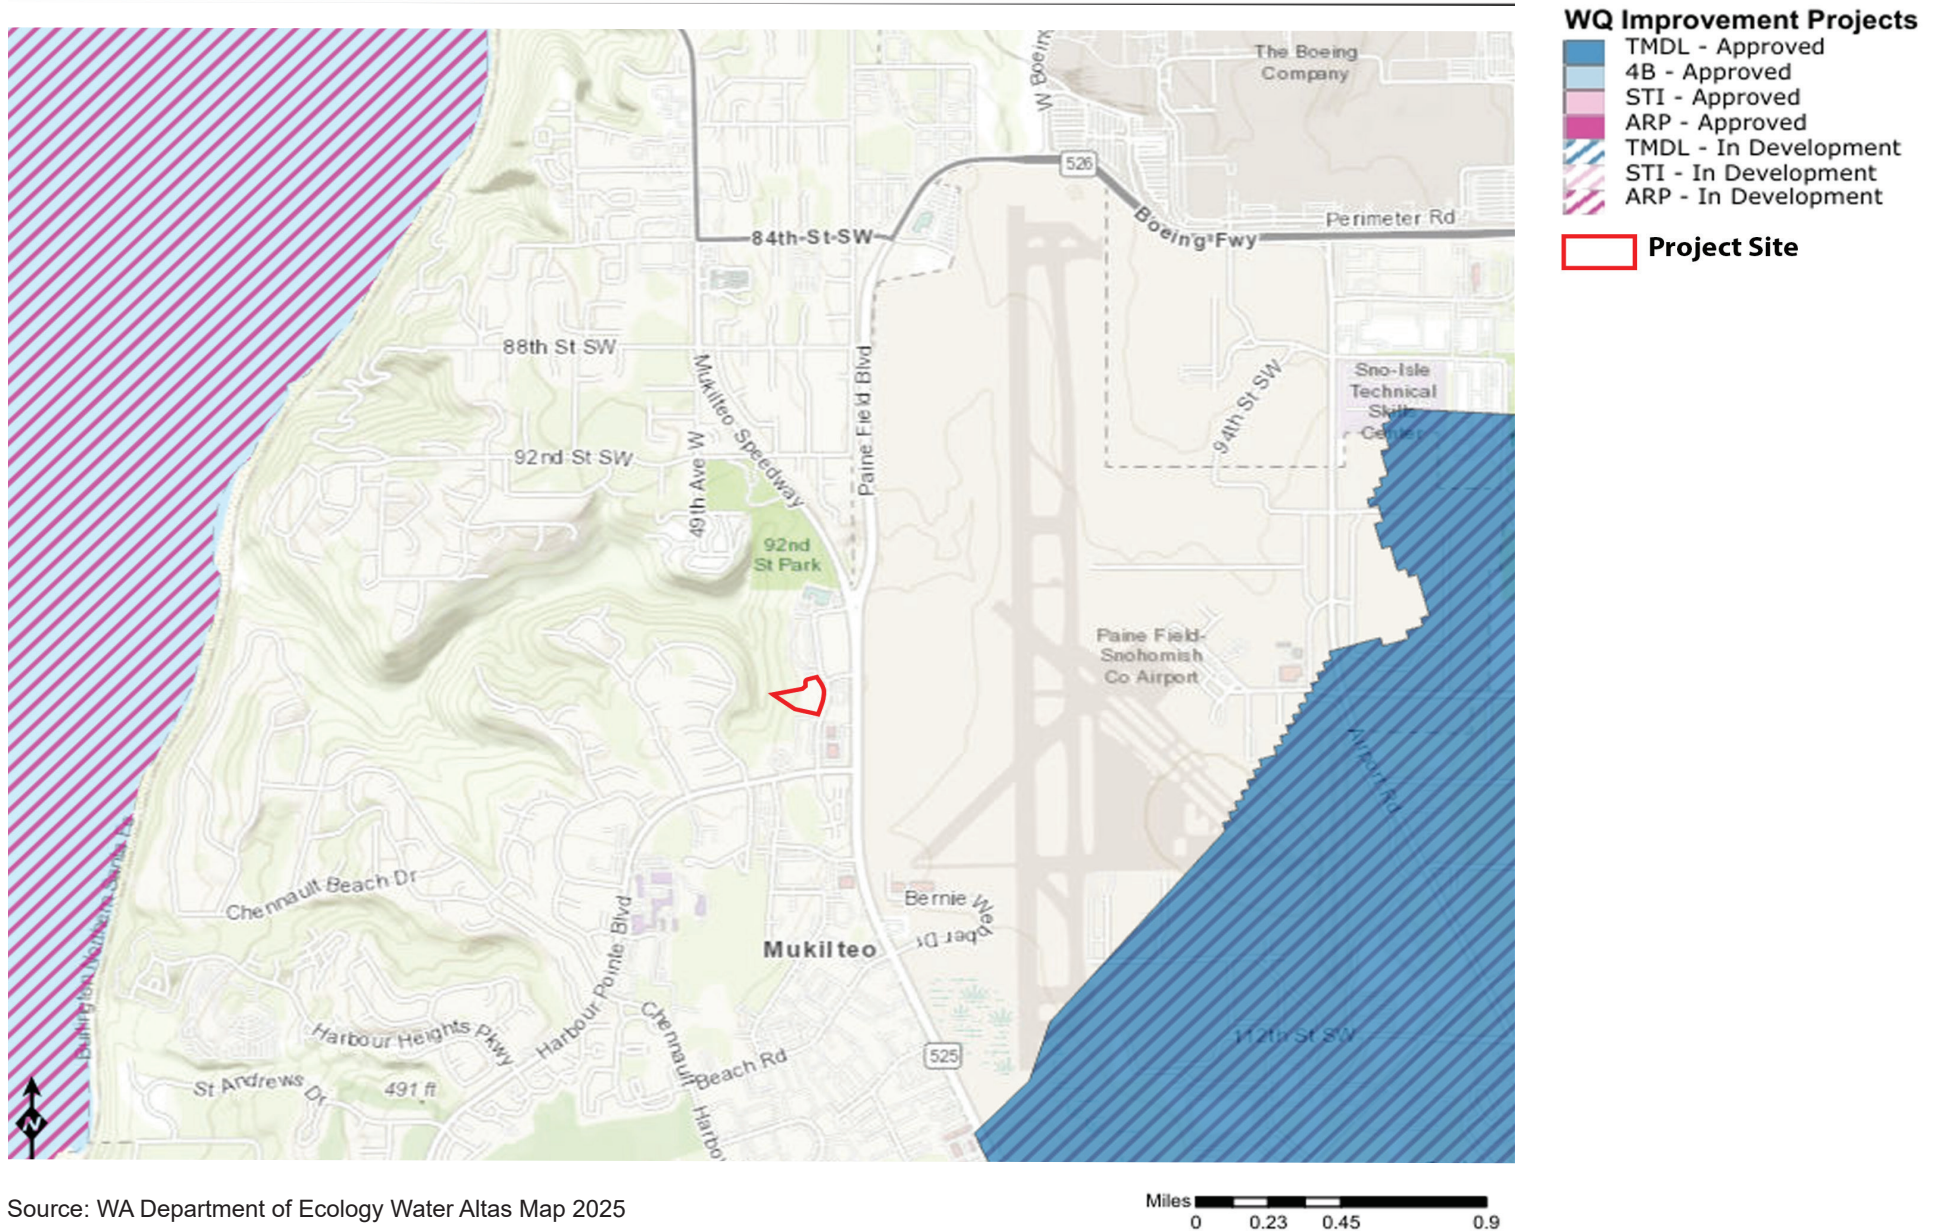 WQ Improvement Projects
TMDL - Approved
4B - Approved
STI - Approved
ARP - Approved
TMDL - In Development
STI - In Development
ARP - In Development
Project Site
The Boeing
Company
W Boeing
526
Boeing Fwy
Perimeter Rd
84th St SW
88th St SW
Mukilteo Speedway
Paine Field Blvd
94th St SW
Sno-Isle
Technical
Skills
Center
92nd St SW
49th Ave W
92nd
St Park
Paine Field-
Snohomish
Co Airport
Airport Rd
Burlington Northern Santa Fe
Chennault Beach Dr
Harbour Pointe Blvd
Bernie Weber Dr
Mukilteo
Harbour Heights Pkwy
Chennault Beach Rd
525
112th St SW
St Andrews Dr
491 ft
Harbo
N
Source: WA Department of Ecology Water Altas Map 2025
Miles
0 0.23 0.45 0.9